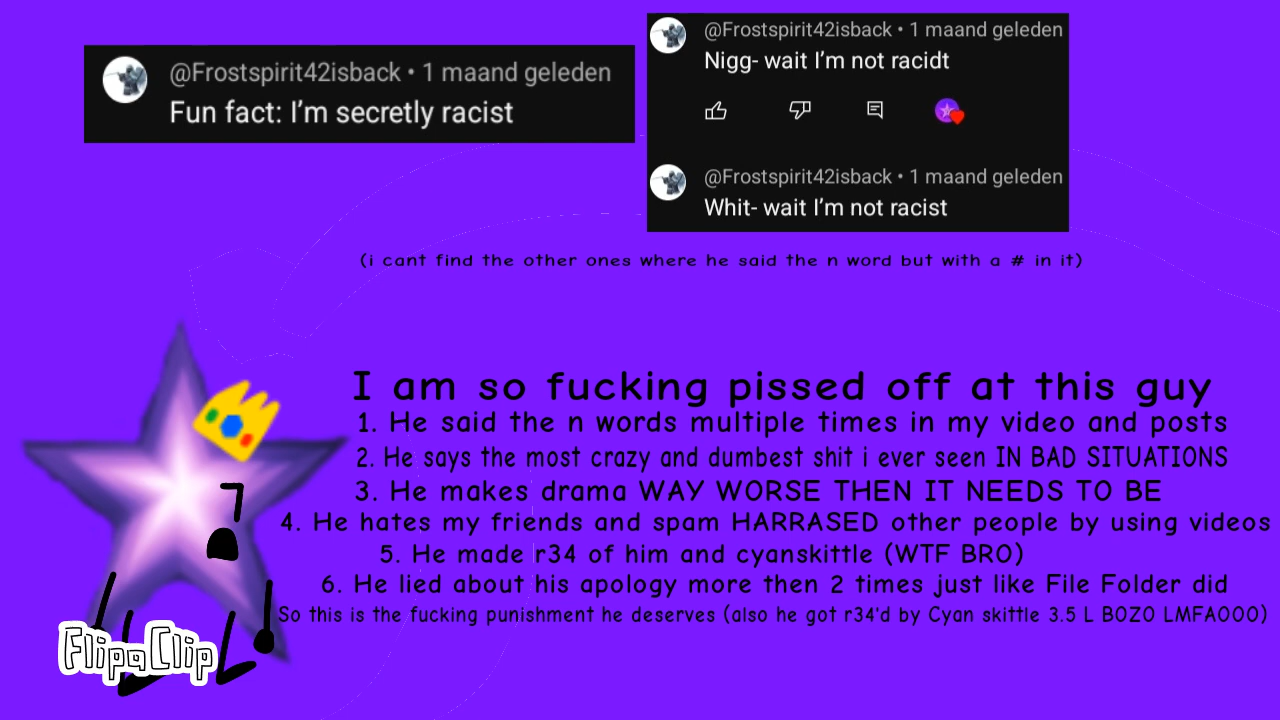 @Frostspirit42isback • 1 maand geleden
Fun fact: I'm secretly racist
@Frostspirit42isback • 1 maand geleden
Nigg- wait I'm not racidt
@Frostspirit42isback • 1 maand geleden
Whit- wait I'm not racist
(i cant find the other ones where he said the n word but with a # in it)
I am so fucking pissed off at this guy
1. He said the n words multiple times in my video and posts
2. He says the most crazy and dumbest shit i ever seen IN BAD SITUATIONS
3. He makes drama WAY WORSE THEN IT NEEDS TO BE
4. He hates my friends and spam HARRASED other people by using videos
5. He made r34 of him and cyanskittle (WTF BRO)
6. He lied about his apology more then 2 times just like File Folder did
So this is the fucking punishment he deserves (also he got r34'd by Cyan skittle 3.5 L BOZO LMFAOOO)
FlipaClip